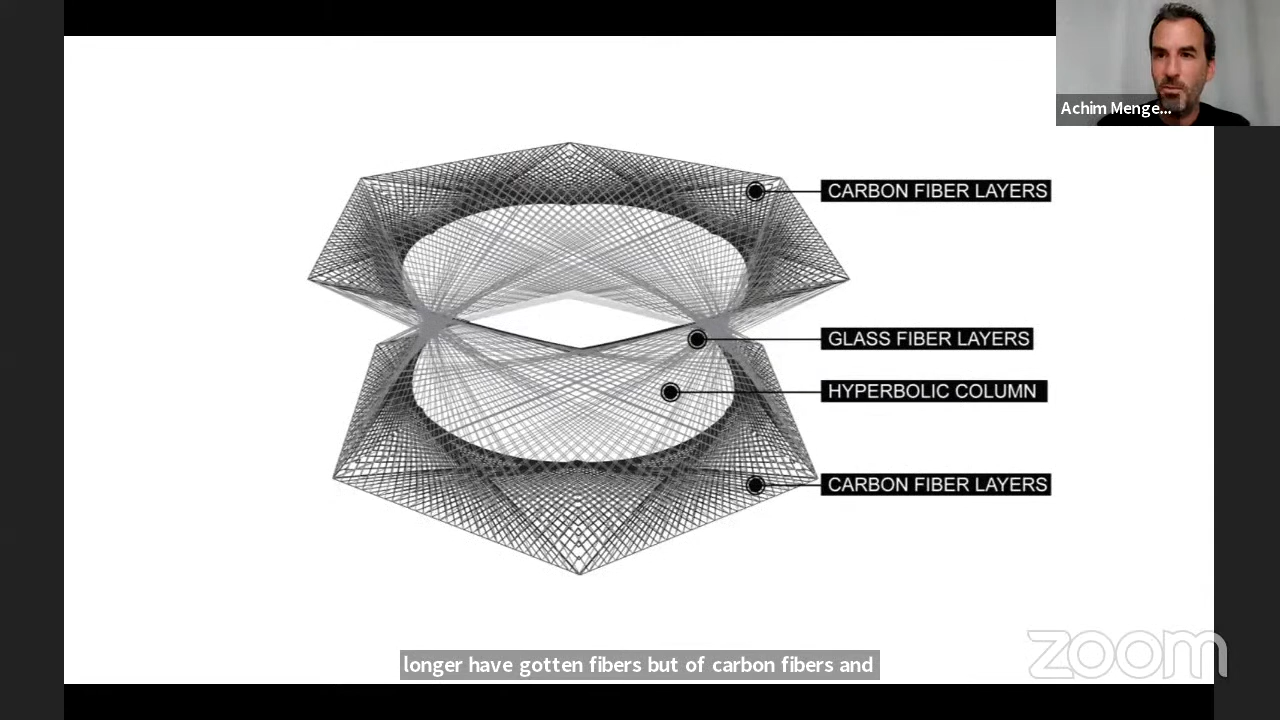 Achim Menge...
CARBON FIBER LAYERS
GLASS FIBER LAYERS
HYPERBOLIC COLUMN
CARBON FIBER LAYERS
longer have gotten fibers but of carbon fibers and
zoom